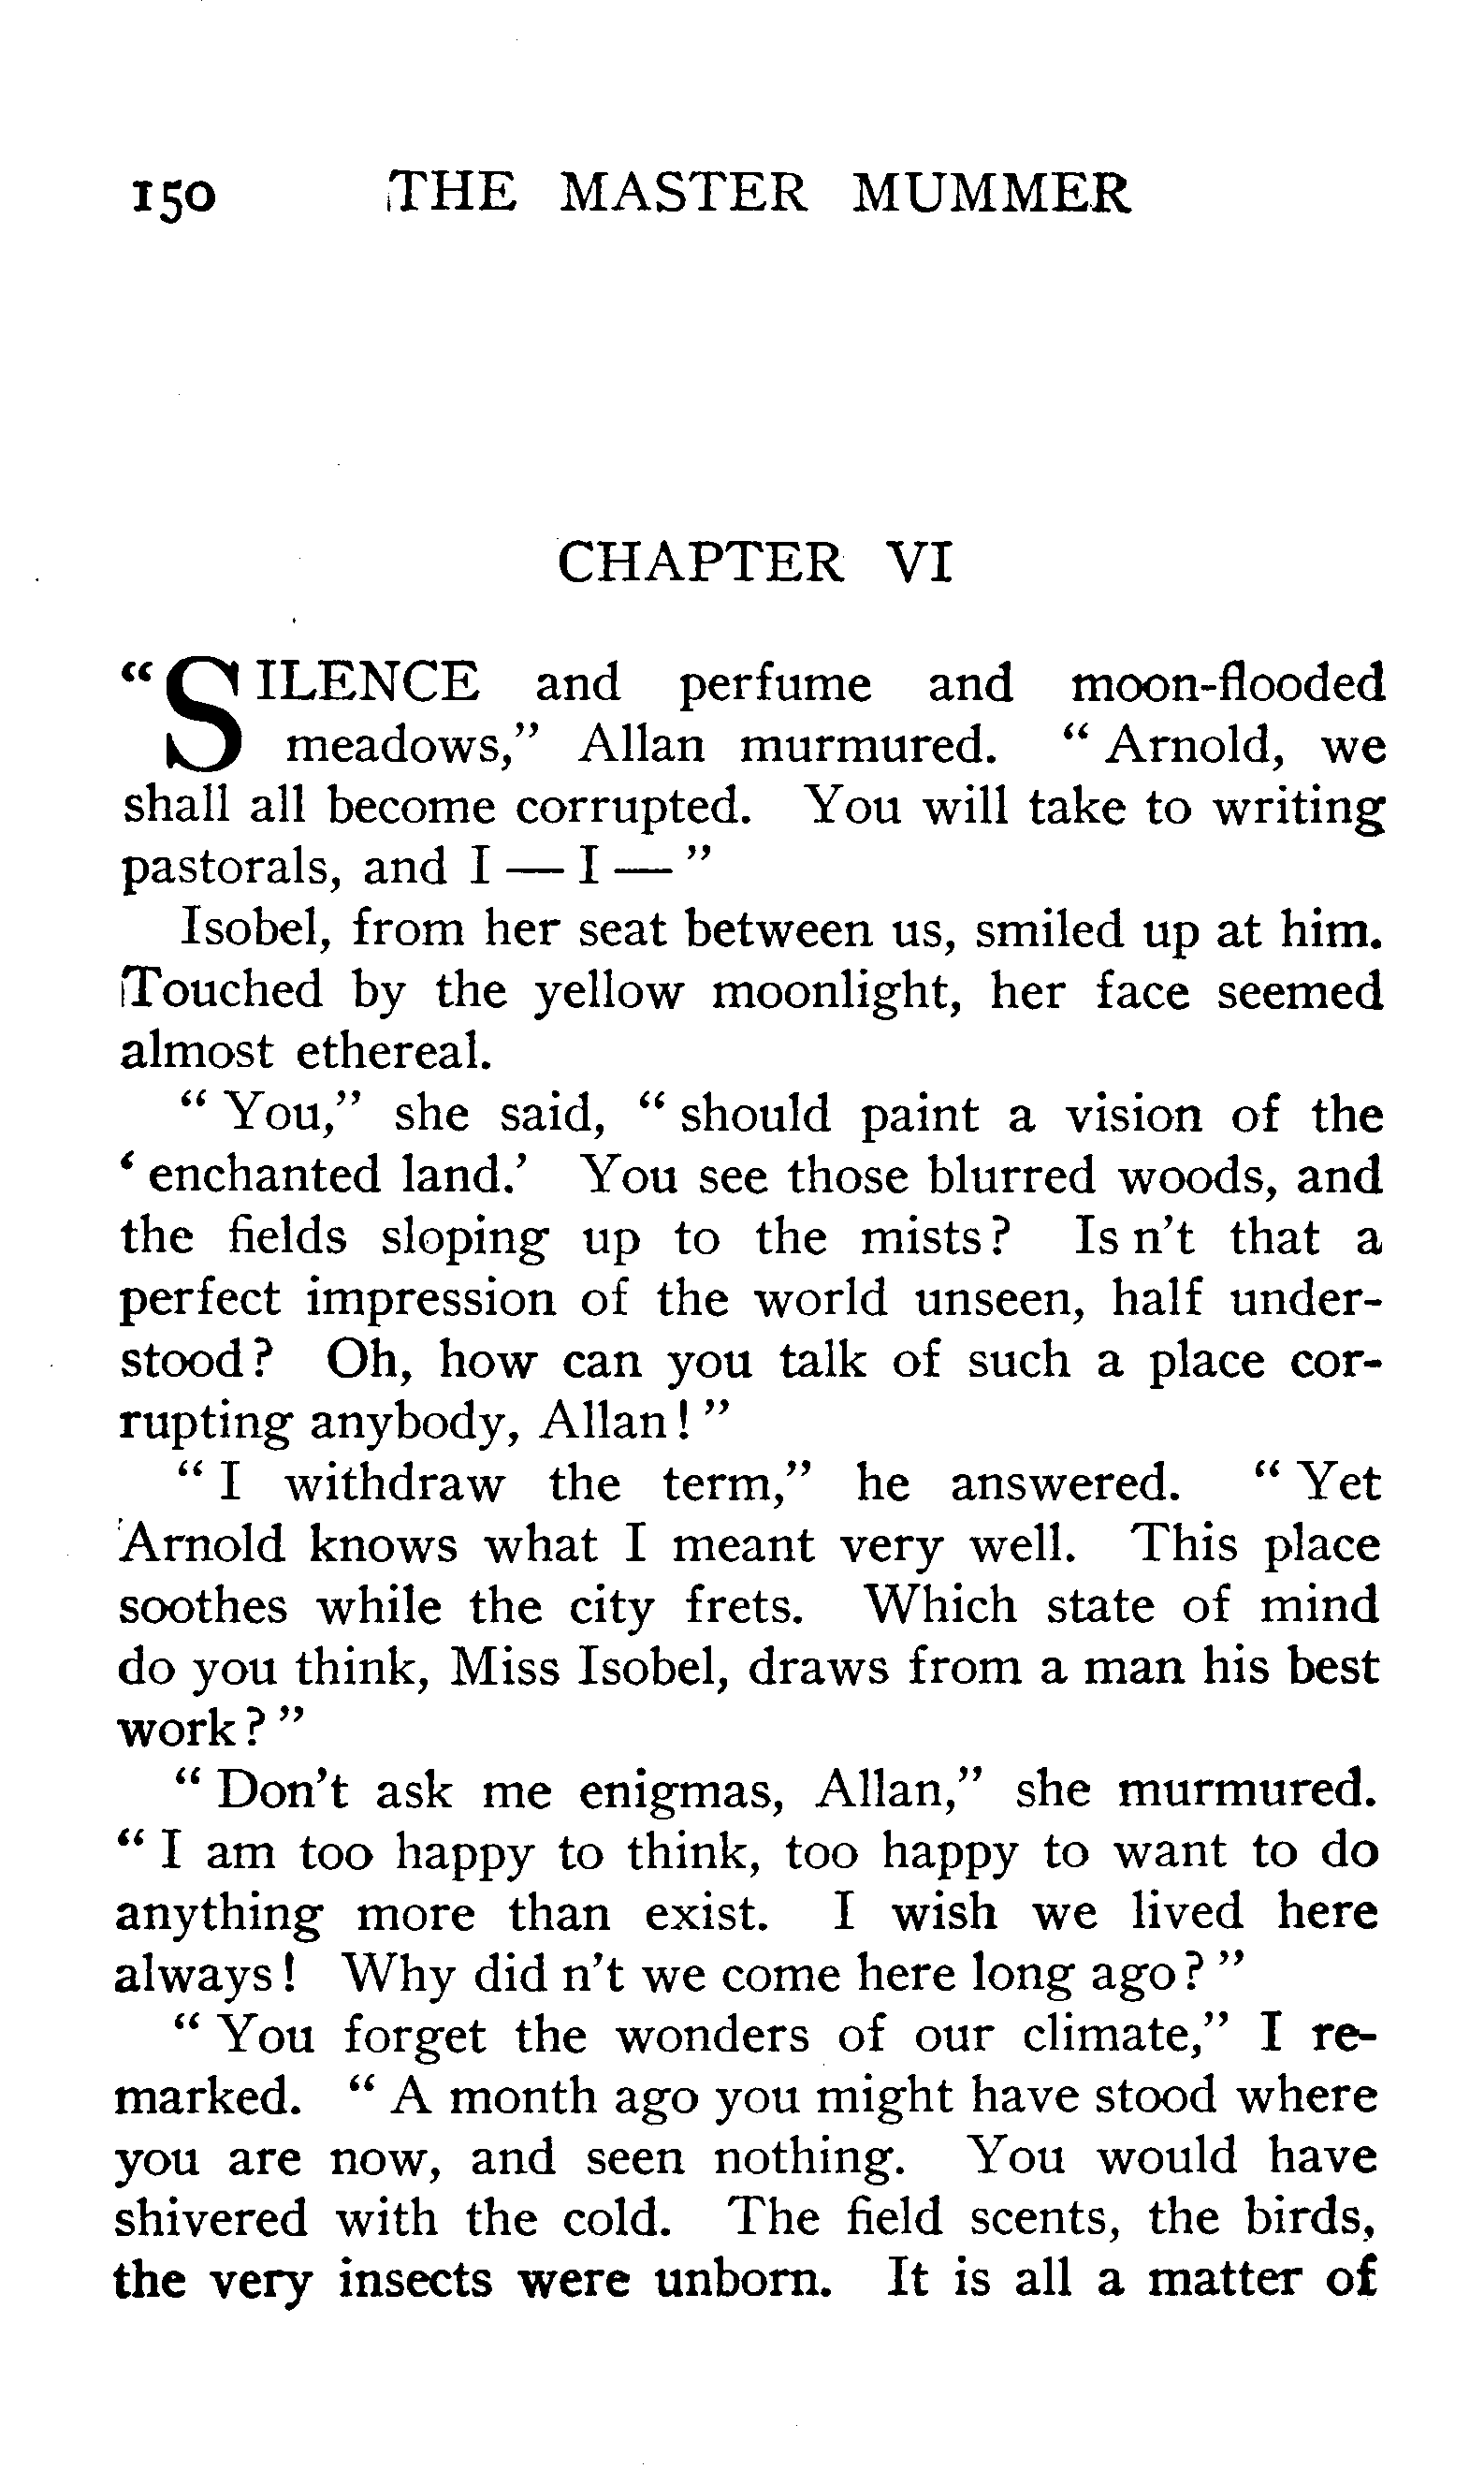 150 THE MASTER MUMMER
CHAPTER VI
"SILENCE and perfume and moon-flooded
meadows," Allan murmured. "Arnold, we
shall all become corrupted. You will take to writing
pastorals, and I — I — "
Isobel, from her seat between us, smiled up at him.
Touched by the yellow moonlight, her face seemed
almost ethereal.
"You," she said, "should paint a vision of the
'enchanted land.' You see those blurred woods, and
the fields sloping up to the mists? Is n't that a
perfect impression of the world unseen, half under-
stood? Oh, how can you talk of such a place cor-
rupting anybody, Allan!"
"I withdraw the term," he answered. "Yet
Arnold knows what I meant very well. This place
soothes while the city frets. Which state of mind
do you think, Miss Isobel, draws from a man his best
work?"
"Don't ask me enigmas, Allan," she murmured.
"I am too happy to think, too happy to want to do
anything more than exist. I wish we lived here
always! Why did n't we come here long ago?"
"You forget the wonders of our climate," I re-
marked. "A month ago you might have stood where
you are now, and seen nothing. You would have
shivered with the cold. The field scents, the birds,
the very insects were unborn. It is all a matter of